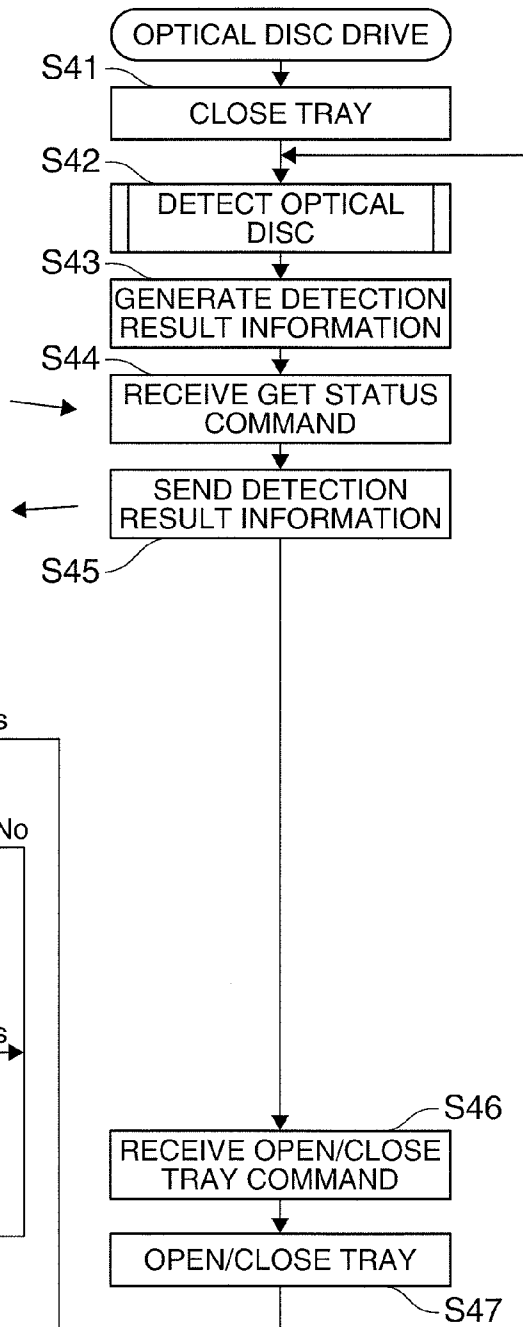 OPTICAL DISC DRIVE
S41
CLOSE TRAY
S42
DETECT OPTICAL
DISC
S43
GENERATE DETECTION
RESULT INFORMATION
S44
RECEIVE GET STATUS
COMMAND
SEND DETECTION
RESULT INFORMATION
S45
s
No
s
S46
RECEIVE OPEN/CLOSE
TRAY COMMAND
OPEN/CLOSE TRAY
S47